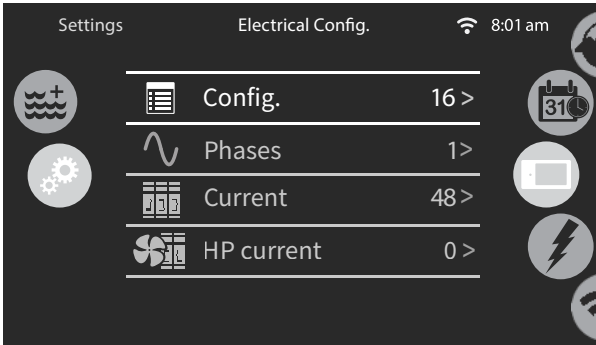 Settings Electrical Config. 8:01 am
Config. 16 >
31
Phases 1 >
Current 48 >
HP current 0 >